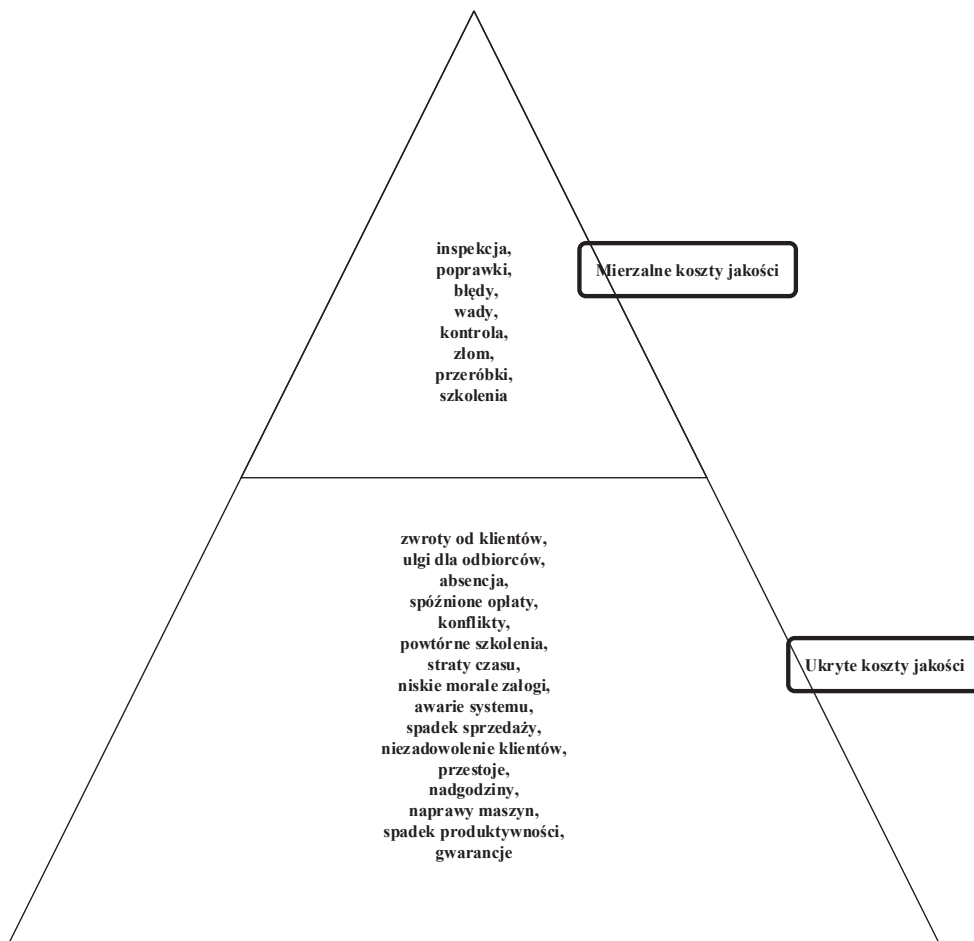 inspekcja,
poprawki,
błędy,
wady,
kontrola,
złom,
przeróbki,
szkolenia
Mierzalne koszty jakości
zwroty od klientów,
ulgi dla odbiorców,
absencja,
spóźnione opłaty,
konflikty,
powtórne szkolenia,
straty czasu,
niskie morale załogi,
awarie systemu,
spadek sprzedaży,
niezadowolenie klientów,
przestoje,
nadgodziny,
naprawy maszyn,
spadek produktywności,
gwarancje
Ukryte koszty jakości